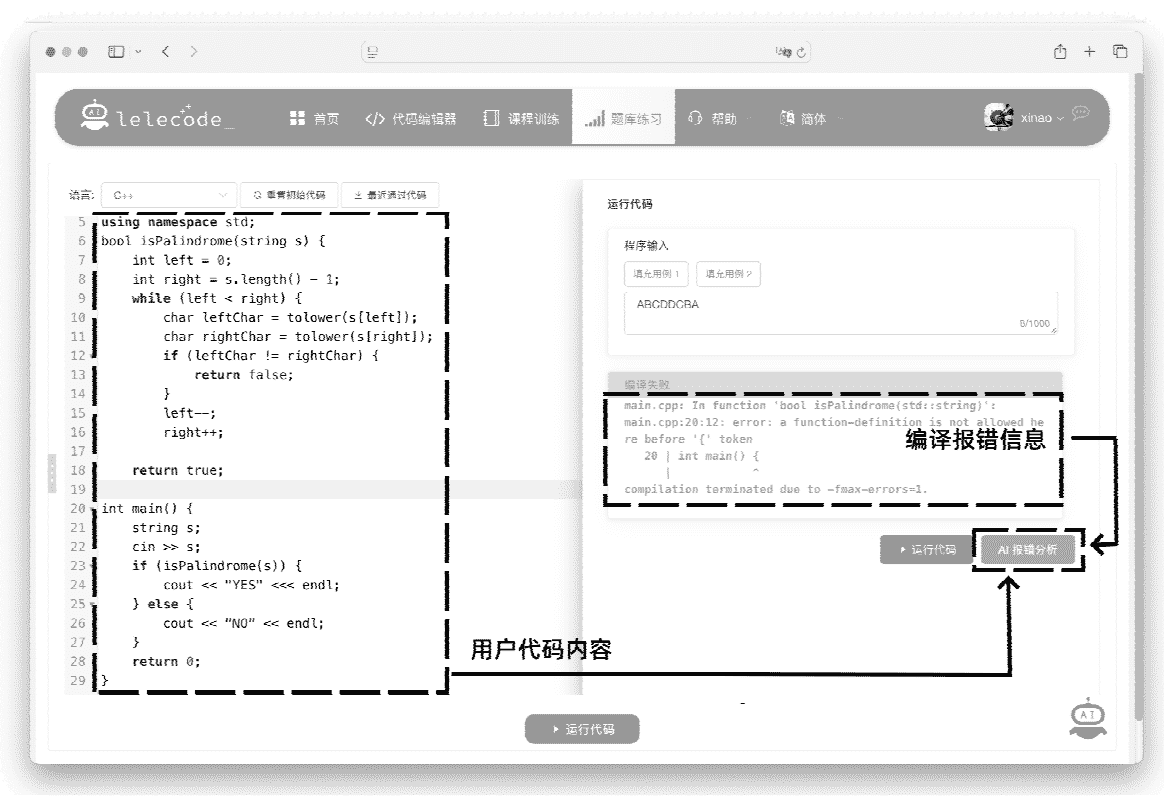 lelecode_
首页
代码编辑器
课程训练
题库练习
帮助
简体
xinao
语言:
C++
重置初始代码
最近通过代码
5 using namespace std;
6 bool isPalindrome(string s) {
7 int left = 0;
8 int right = s.length() - 1;
9 while (left < right) {
10 char leftChar = tolower(s[left]);
11 char rightChar = tolower(s[right]);
12 if (leftChar != rightChar) {
13 return false;
14 }
15 left--;
16 right++;
17
18 return true;
19
20 int main() {
21 string s;
22 cin >> s;
23 if (isPalindrome(s)) {
24 cout << "YES" <<< endl;
25 } else {
26 cout << “NO” << endl;
27 }
28 return 0;
29 }
运行代码
程序输入
填充用例 1
填充用例 2
ABCDDCBA
8/1000
编译失败
main.cpp: In function 'bool isPalindrome(std::string)':
main.cpp:20:12: error: a function-definition is not allowed he
re before '{' token
20 | int main() {
| ^
compilation terminated due to -fmax-errors=1.
编译报错信息
运行代码
AI 报错分析
用户代码内容
运行代码
AI